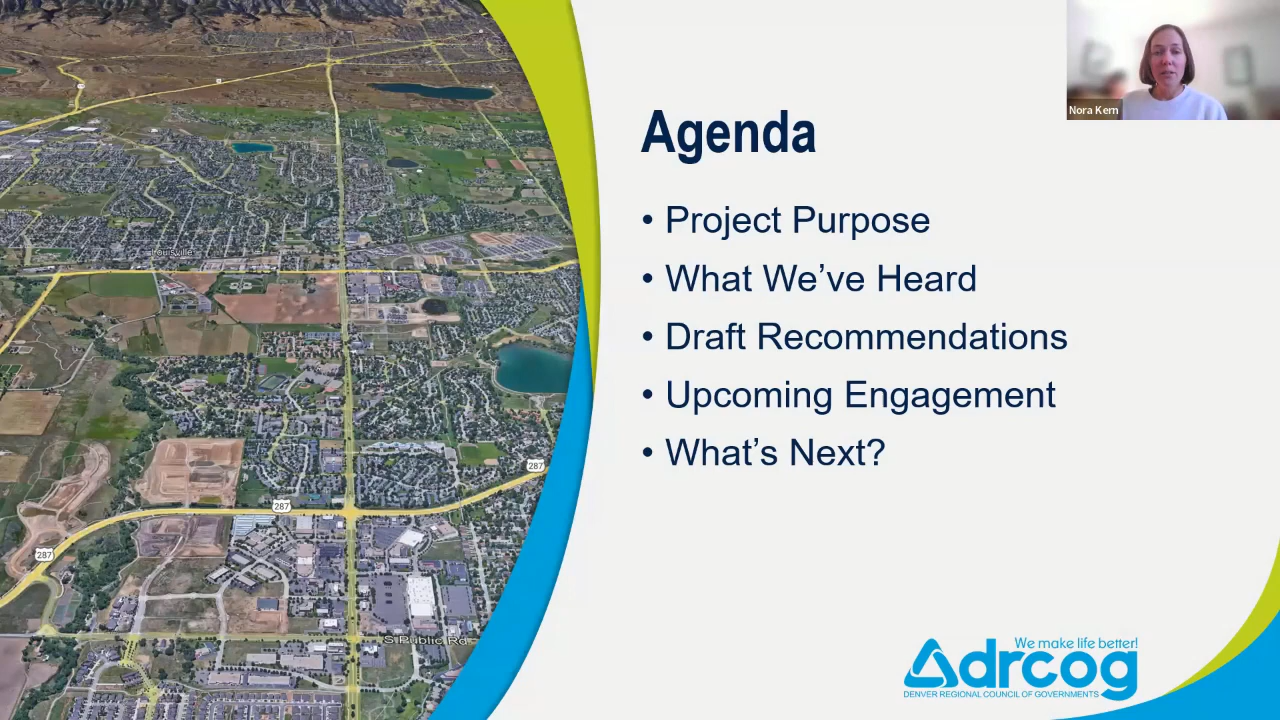 Agenda
• Project Purpose
• What We’ve Heard
• Draft Recommendations
• Upcoming Engagement
• What’s Next?
Nora Kern
Louisville
287
287
287
S Public Rd
We make life better!
drcog
DENVER REGIONAL COUNCIL OF GOVERNMENTS